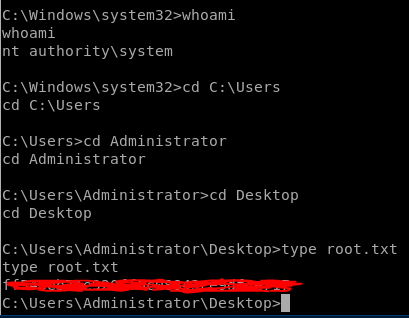 C:\Windows\system32>whoami
whoami
nt authority\system
C:\Windows\system32>cd C:\Users
cd C:\Users
C:\Users>cd Administrator
cd Administrator
C:\Users\Administrator>cd Desktop
cd Desktop
C:\Users\Administrator\Desktop>type root.txt
type root.txt
C:\Users\Administrator\Desktop>